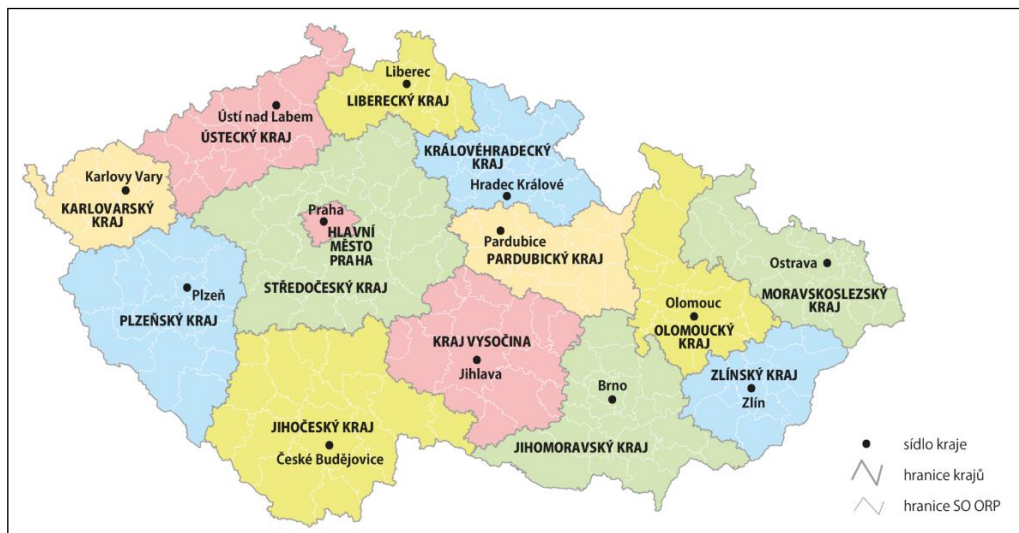 Liberec
LIBERECKÝ KRAJ
Ústí nad Labem
ÚSTECKÝ KRAJ
KRÁLOVÉHRADECKÝ
KRAJ
Hradec Králové
Karlovy Vary
KARLOVARSKÝ
KRAJ
Praha
HLAVNÍ
MĚSTO
PRAHA
STŘEDOČESKÝ KRAJ
Pardubice
PARDUBICKÝ KRAJ
Ostrava
MORAVSKOSLEZSKÝ
KRAJ
Plzeň
PLZEŇSKÝ KRAJ
Olomouc
OLOMOUCKÝ
KRAJ
KRAJ VYSOČINA
Jihlava
Brno
ZLÍNSKÝ KRAJ
Zlín
JIHOČESKÝ KRAJ
České Budějovice
JIHOMORAVSKÝ KRAJ
sídlo kraje
hranice krajů
hranice SO ORP